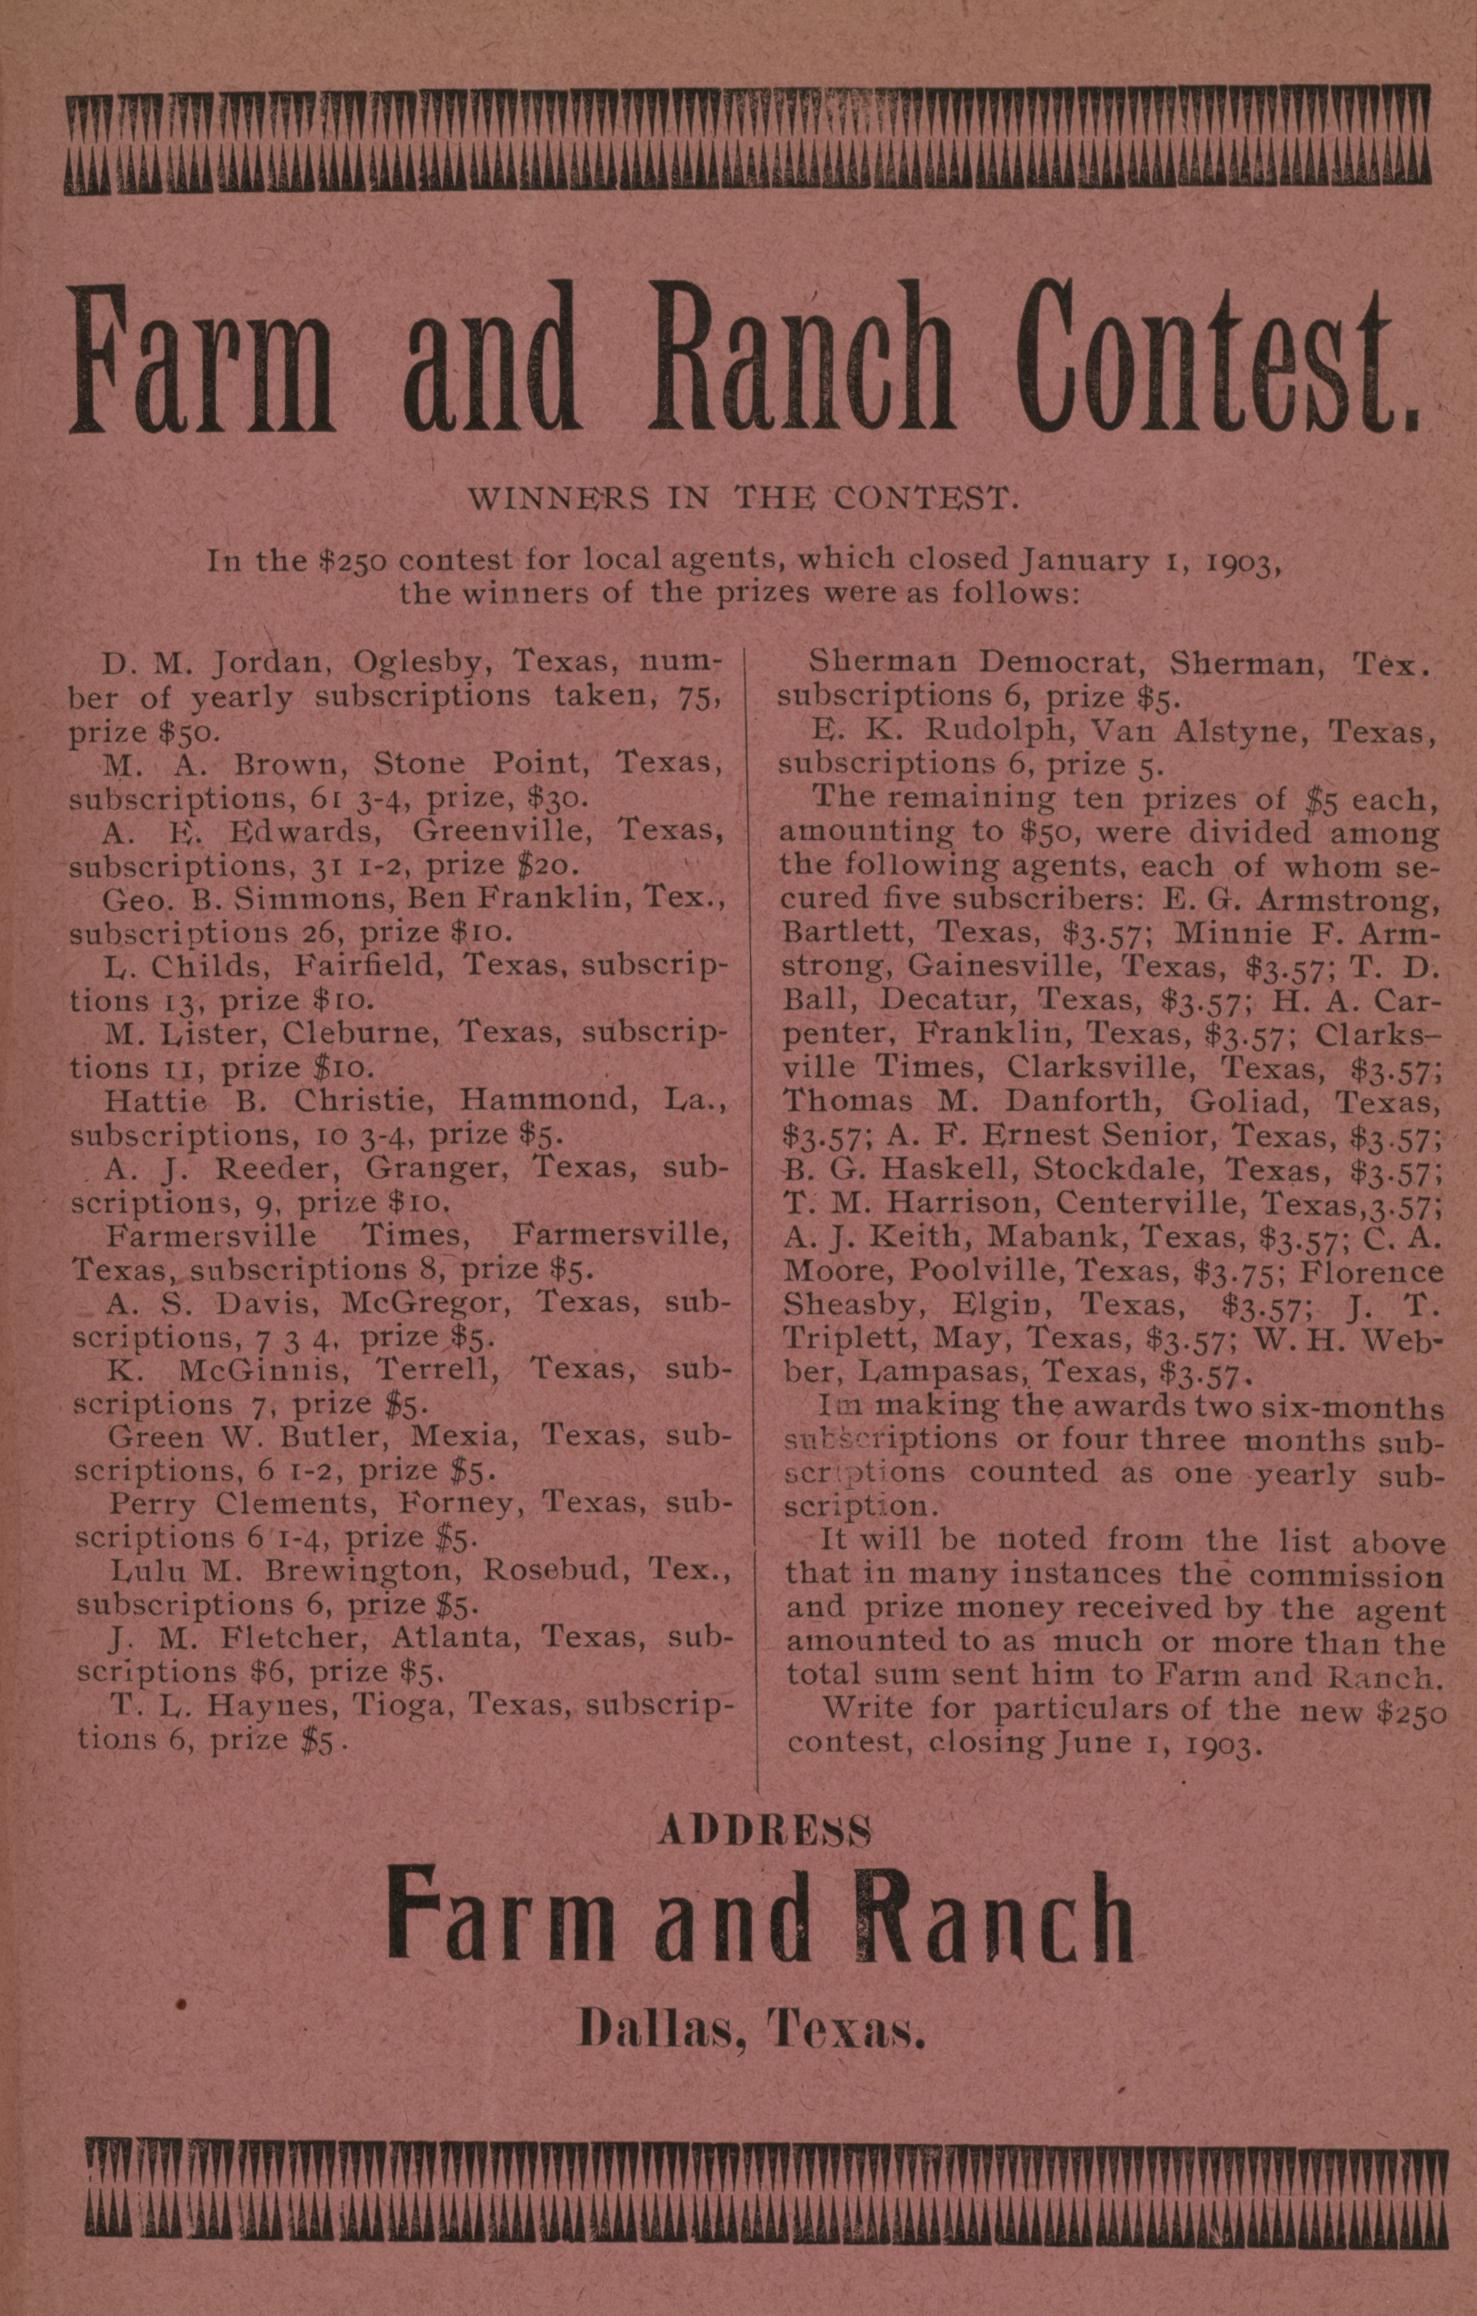 Farm and Ranch Contest.
WINNERS IN THE CONTEST.
In the $250 contest for local agents, which closed January 1, 1903,
the winners of the prizes were as follows:
D. M. Jordan, Oglesby, Texas, num-
ber of yearly subscriptions taken, 75,
prize $50.
M. A. Brown, Stone Point, Texas,
subscriptions, 61 3-4, prize, $30.
A. E. Edwards, Greenville, Texas,
subscriptions, 31 1-2, prize $20.
Geo. B. Simmons, Ben Franklin, Tex.,
subscriptions 26, prize $10.
L. Childs, Fairfield, Texas, subscrip-
tions 13, prize $10.
M. Lister, Cleburne, Texas, subscrip-
tions 11, prize $10.
Hattie B. Christie, Hammond, La.,
subscriptions, 10 3-4, prize $5.
A. J. Reeder, Granger, Texas, sub-
scriptions, 9, prize $10.
Farmersville Times, Farmersville,
Texas, subscriptions 8, prize $5.
A. S. Davis, McGregor, Texas, sub-
scriptions, 7 3 4, prize $5.
K. McGinnis, Terrell, Texas, sub-
scriptions 7, prize $5.
Green W. Butler, Mexia, Texas, sub-
scriptions, 6 1-2, prize $5.
Perry Clements, Forney, Texas, sub-
scriptions 6 1-4, prize $5.
Lulu M. Brewington, Rosebud, Tex.,
subscriptions 6, prize $5.
J. M. Fletcher, Atlanta, Texas, sub-
scriptions $6, prize $5.
T. L. Haynes, Tioga, Texas, subscrip-
tions 6, prize $5.
Sherman Democrat, Sherman, Tex.
subscriptions 6, prize $5.
E. K. Rudolph, Van Alstyne, Texas,
subscriptions 6, prize 5.
The remaining ten prizes of $5 each,
amounting to $50, were divided among
the following agents, each of whom se-
cured five subscribers: E. G. Armstrong,
Bartlett, Texas, $3.57; Minnie F. Arm-
strong, Gainesville, Texas, $3.57; T. D.
Ball, Decatur, Texas, $3.57; H. A. Car-
penter, Franklin, Texas, $3.57; Clarks-
ville Times, Clarksville, Texas, $3.57;
Thomas M. Danforth, Goliad, Texas,
$3.57; A. F. Ernest Senior, Texas, $3.57;
B. G. Haskell, Stockdale, Texas, $3.57;
T. M. Harrison, Centerville, Texas,3.57;
A. J. Keith, Mabank, Texas, $3.57; C. A.
Moore, Poolville, Texas, $3.75; Florence
Sheasby, Elgin, Texas, $3.57; J. T.
Triplett, May, Texas, $3.57; W. H. Web-
ber, Lampasas, Texas, $3.57.
In making the awards two six-months
subscriptions or four three months sub-
scriptions counted as one yearly sub-
scription.
It will be noted from the list above
that in many instances the commission
and prize money received by the agent
amounted to as much or more than the
total sum sent him to Farm and Ranch.
Write for particulars of the new $250
contest, closing June 1, 1903.
ADDRESS
Farm and Ranch
Dallas, Texas.